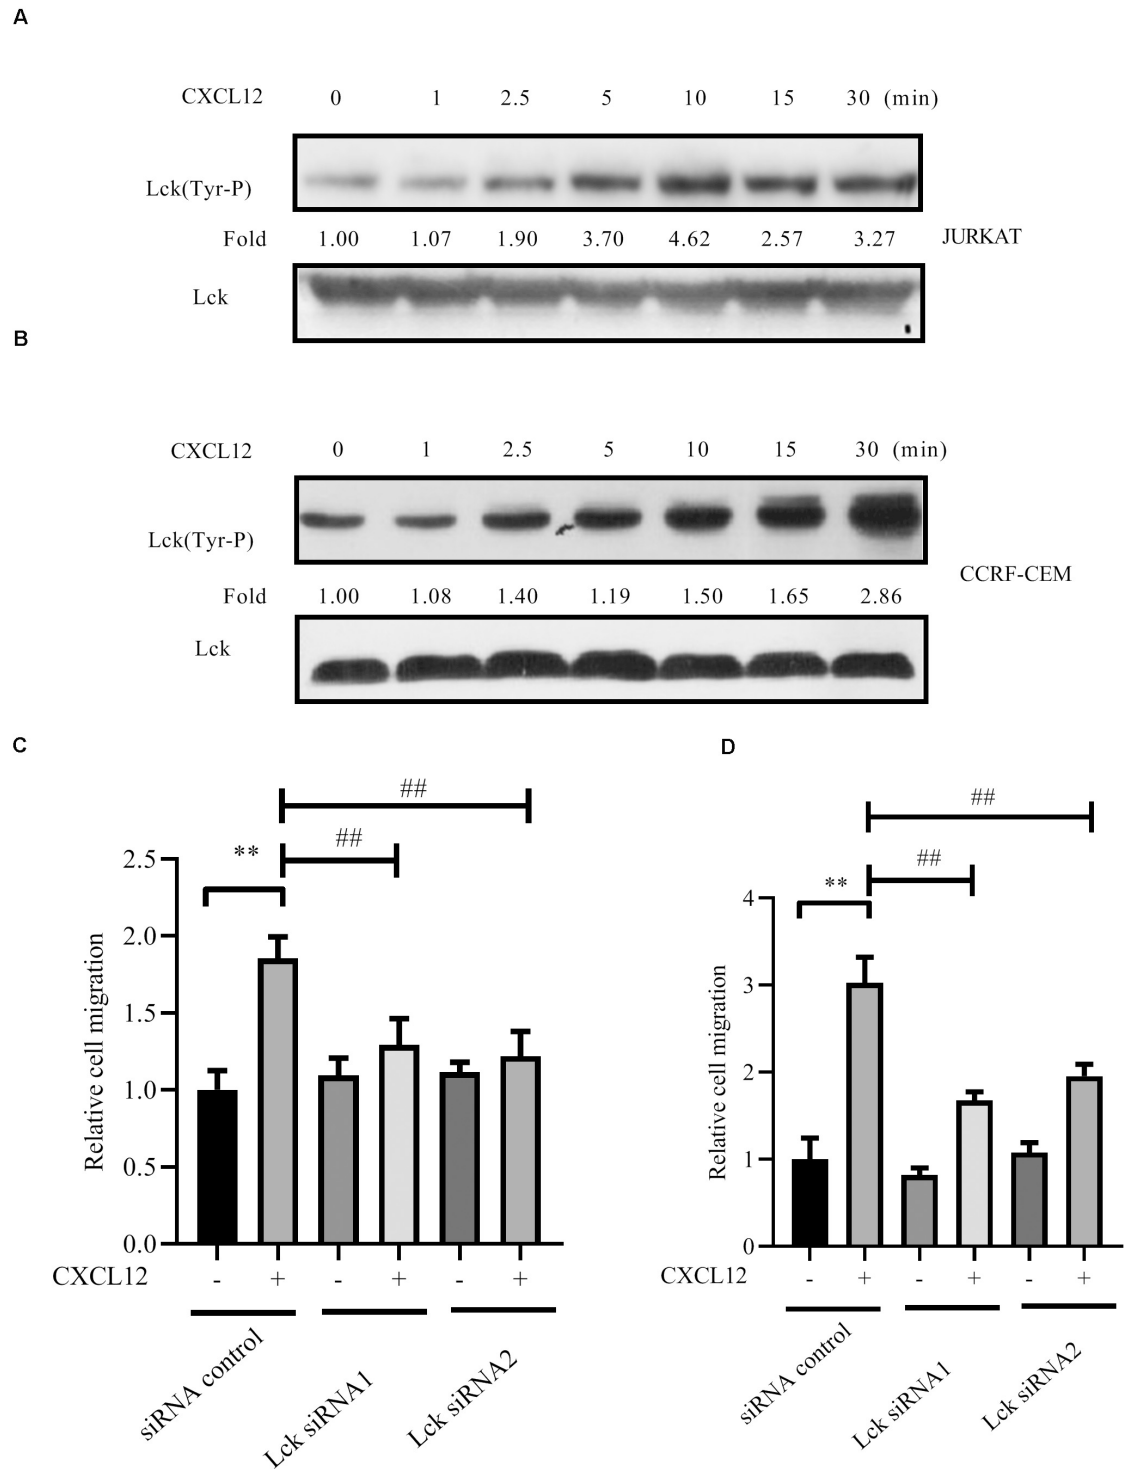 A
CXCL12 0 1 2.5 5 10 15 30 (min)
Lck(Tyr-P)
Fold 1.00 1.07 1.90 3.70 4.62 2.57 3.27 JURKAT
Lck
B
CXCL12 0 1 2.5 5 10 15 30 (min)
Lck(Tyr-P)
CCRF-CEM
Fold 1.00 1.08 1.40 1.19 1.50 1.65 2.86
Lck
C
##
##
**
2.5
2.0
1.5
1.0
0.5
0.0
Relative cell migration
CXCL12 - + - + - +
siRNA control
Lck siRNA1
Lck siRNA2
D
##
##
**
4
3
2
1
0
Relative cell migration
CXCL12 - + - + - +
siRNA control
Lck siRNA1
Lck siRNA2